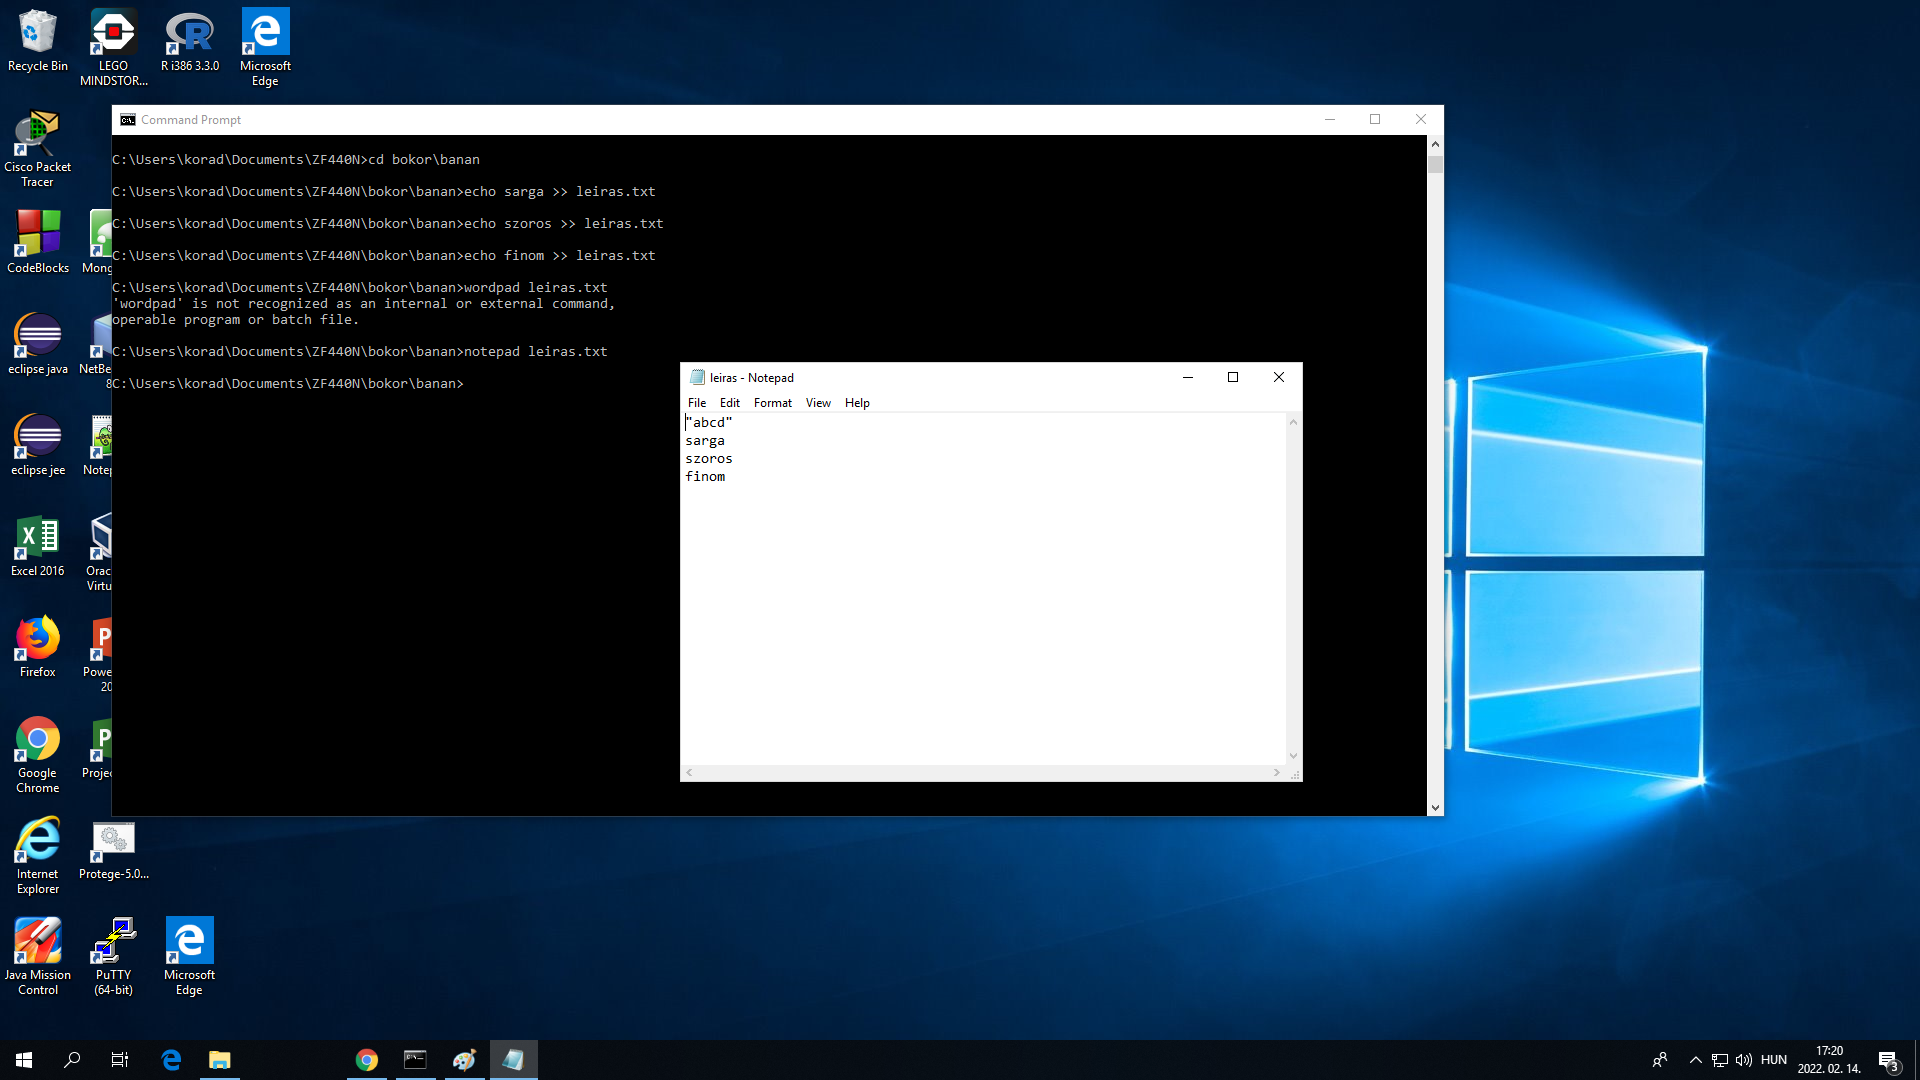 Recycle Bin
LEGO
MINDSTOR...
R i386 3.3.0
Microsoft
Edge
Cisco Packet
Tracer
CodeBlocks
Mong
eclipse java
NetBe
8
eclipse jee
Notep
Excel 2016
Orac
Virtu
Firefox
Powe
20
Google
Chrome
Projec
Internet
Explorer
Protege-5.0...
Java Mission
Control
PuTTY
(64-bit)
Microsoft
Edge
Command Prompt
C:\Users\korad\Documents\ZF440N>cd bokor\banan
C:\Users\korad\Documents\ZF440N\bokor\banan>echo sarga >> leiras.txt
C:\Users\korad\Documents\ZF440N\bokor\banan>echo szoros >> leiras.txt
C:\Users\korad\Documents\ZF440N\bokor\banan>echo finom >> leiras.txt
C:\Users\korad\Documents\ZF440N\bokor\banan>wordpad leiras.txt
'wordpad' is not recognized as an internal or external command,
operable program or batch file.
C:\Users\korad\Documents\ZF440N\bokor\banan>notepad leiras.txt
C:\Users\korad\Documents\ZF440N\bokor\banan>
leiras - Notepad
File Edit Format View Help
"abcd"
sarga
szoros
finom
HUN
17:20
2022. 02. 14.
3